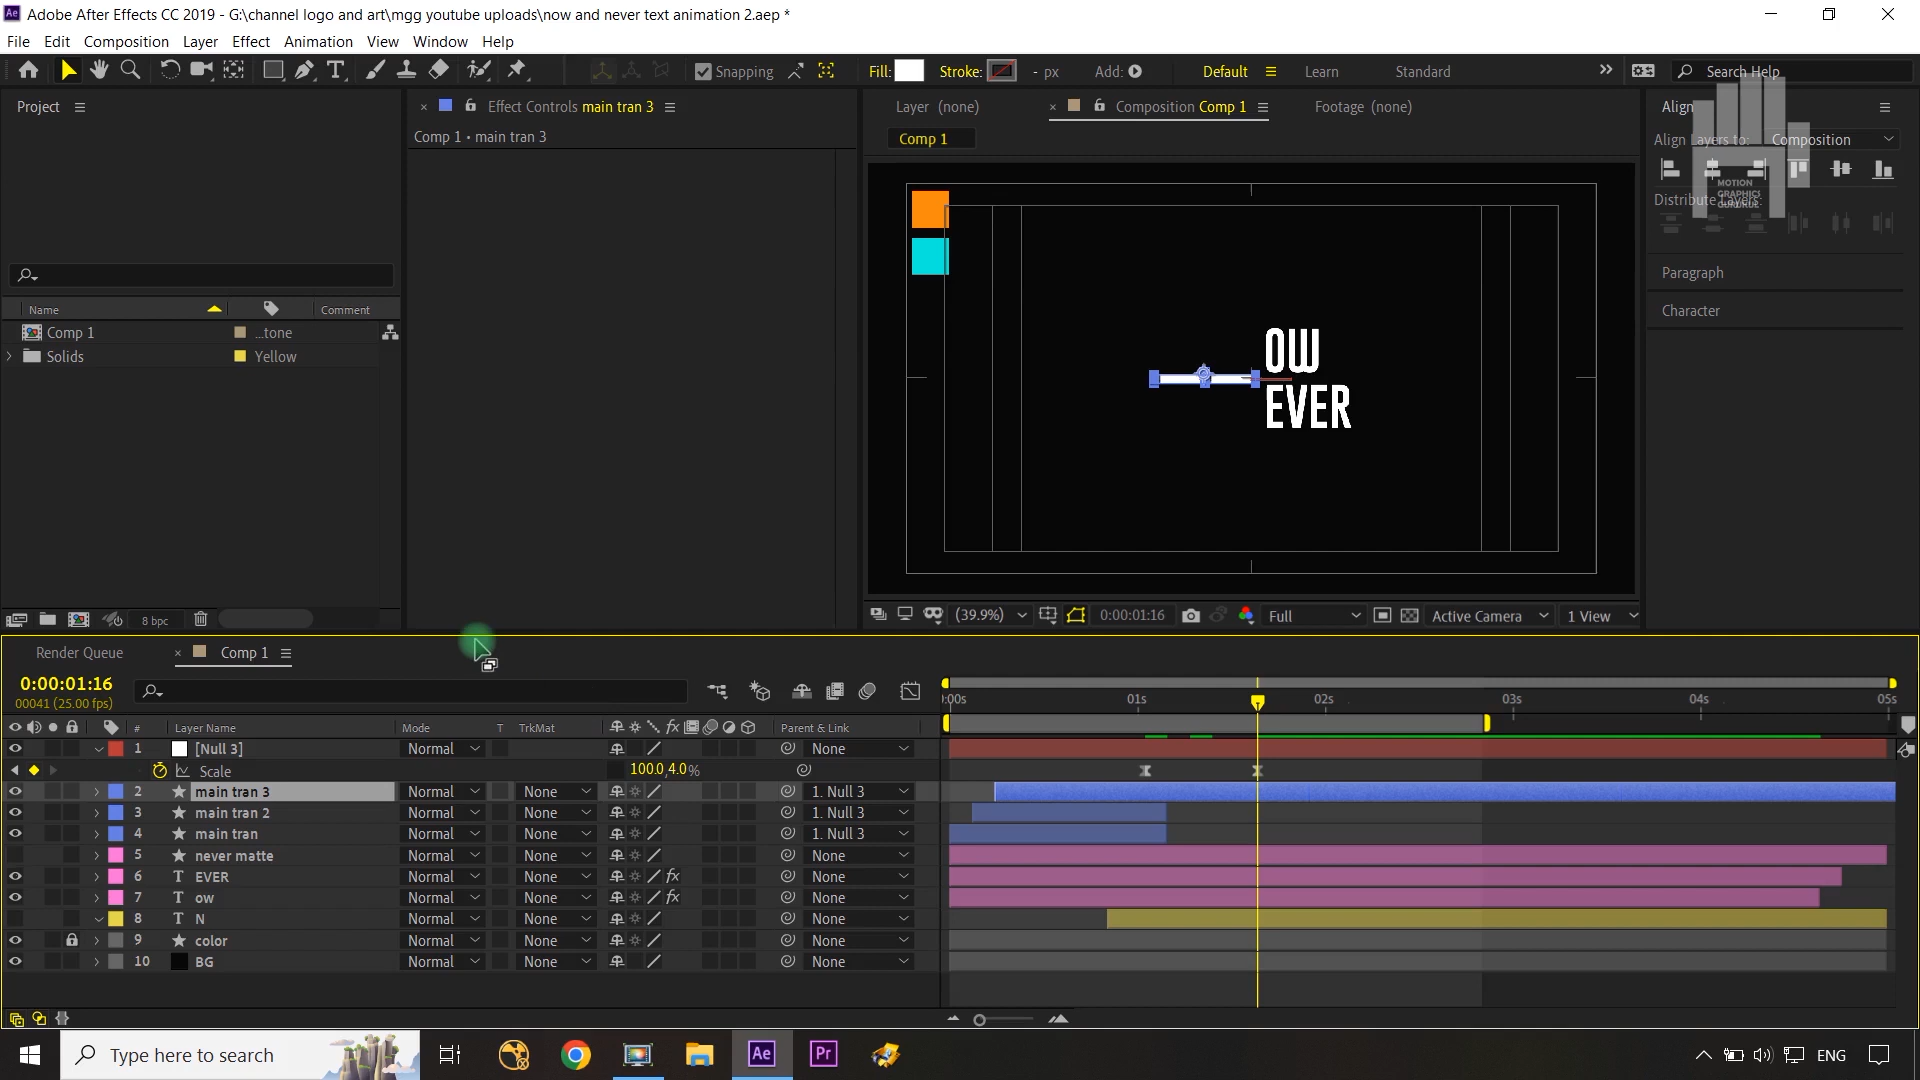 Adobe After Effects CC 2019 - G:\channel logo and art\mgg youtube uploads\now and never text animation 2.aep *
File Edit Composition Layer Effect Animation View Window Help
Snapping Fill: Stroke: - px Add: Default Learn Standard Search Help
Project
Effect Controls main tran 3
Layer (none) Composition Comp 1 Footage (none)
Align
Comp 1 • main tran 3
Comp 1
Align Layers to: Composition
MOTION
GRAPHICS
GURUKUL
Distribute Layers:
Paragraph
Character
Name Comment
Comp 1 ...tone
Solids Yellow
OW
EVER
8 bpc
(39.9%) 0:00:01:16 Full Active Camera 1 View
Render Queue Comp 1
0:00:01:16
00041 (25.00 fps)
:00s 01s 02s 03s 04s 05s
# Layer Name Mode T TrkMat Parent & Link
1 [Null 3] Normal None
Scale 100.0,4.0%
2 main tran 3 Normal None 1. Null 3
3 main tran 2 Normal None 1. Null 3
4 main tran Normal None 1. Null 3
5 never matte Normal None None
6 T EVER Normal None fx None
7 T ow Normal None fx None
8 T N Normal None None
9 color Normal None None
10 BG Normal None None
Type here to search Ae Pr ENG